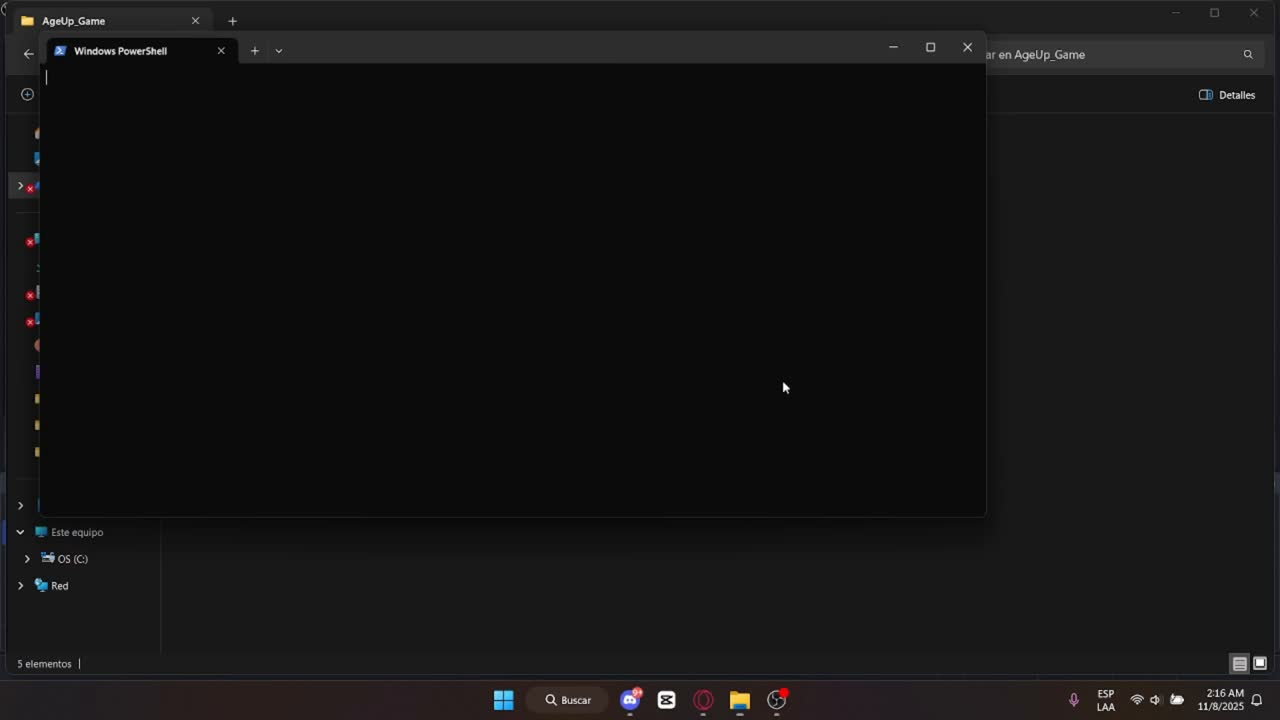 AgeUp_Game
Windows PowerShell
ar en AgeUp_Game
Detalles
Este equipo
OS (C:)
Red
5 elementos
Buscar
ESP
LAA
2:16 AM
11/8/2025